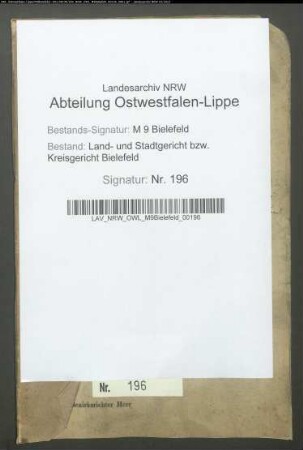 Landesarchiv NRW
Abteilung Ostwestfalen-Lippe
Bestands-Signatur: M 9 Bielefeld
Bestand: Land- und Stadtgericht bzw.
Kreisgericht Bielefeld
Signatur: Nr. 196
LAV_NRW_OWL_M9Bielefeld_00196
Nr. 196